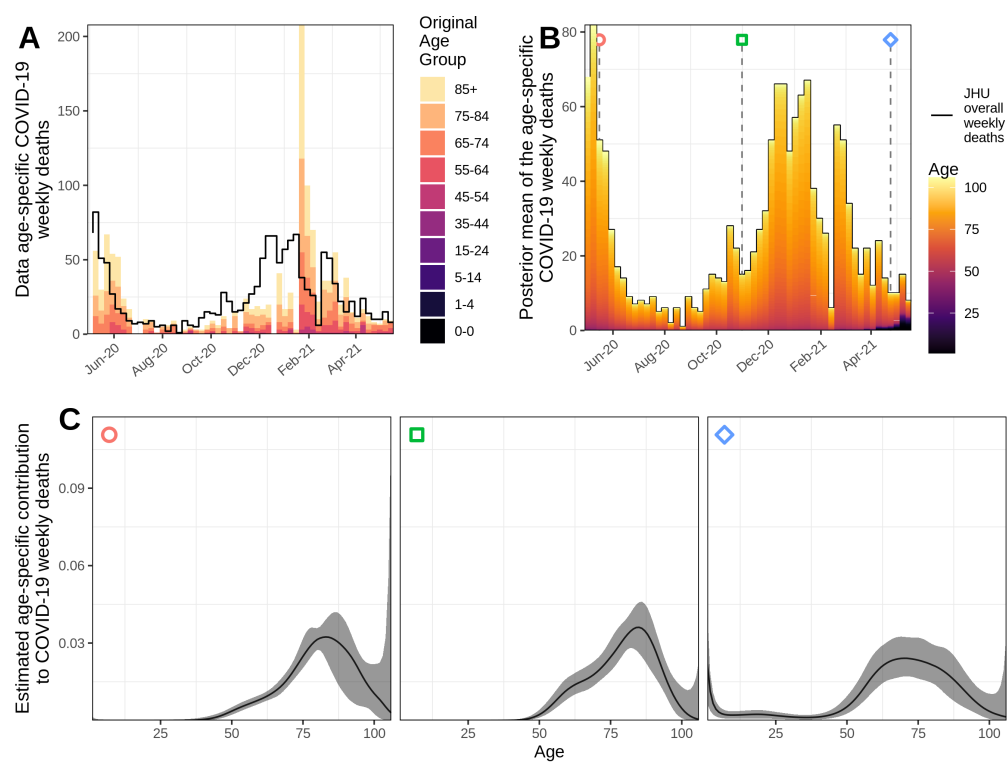 A
Data age-specific COVID-19
weekly deaths
200
150
100
50
0
Jun-20
Aug-20
Oct-20
Dec-20
Feb-21
Apr-21
Original
Age
Group
85+
75-84
65-74
55-64
45-54
35-44
15-24
5-14
1-4
0-0
B
Posterior mean of the age-specific
COVID-19 weekly deaths
80
60
40
20
0
Jun-20
Aug-20
Oct-20
Dec-20
Feb-21
Apr-21
JHU
overall
weekly
deaths
Age
100
75
50
25
C
Estimated age-specific contribution
to COVID-19 weekly deaths
0.09
0.06
0.03
25
50
75
100
25
50
75
100
25
50
75
100
Age